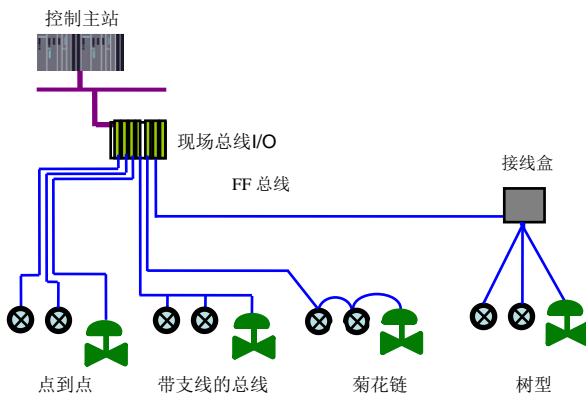 控制主站
现场总线I/O
接线盒
FF 总线
点到点
带支线的总线
菊花链
树型